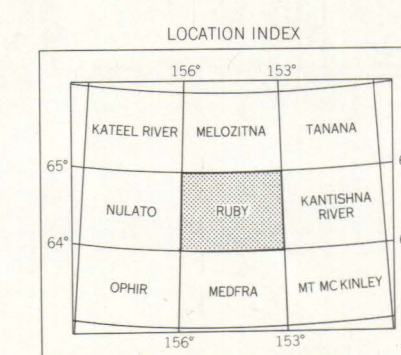 LOCATION INDEX
156° 153°
KATEEL RIVER MELOZITNA TANANA
65°
NULATO RUBY KANTISHNA RIVER
64°
OPHIR MEDFRA MT MC KINLEY
156° 153°